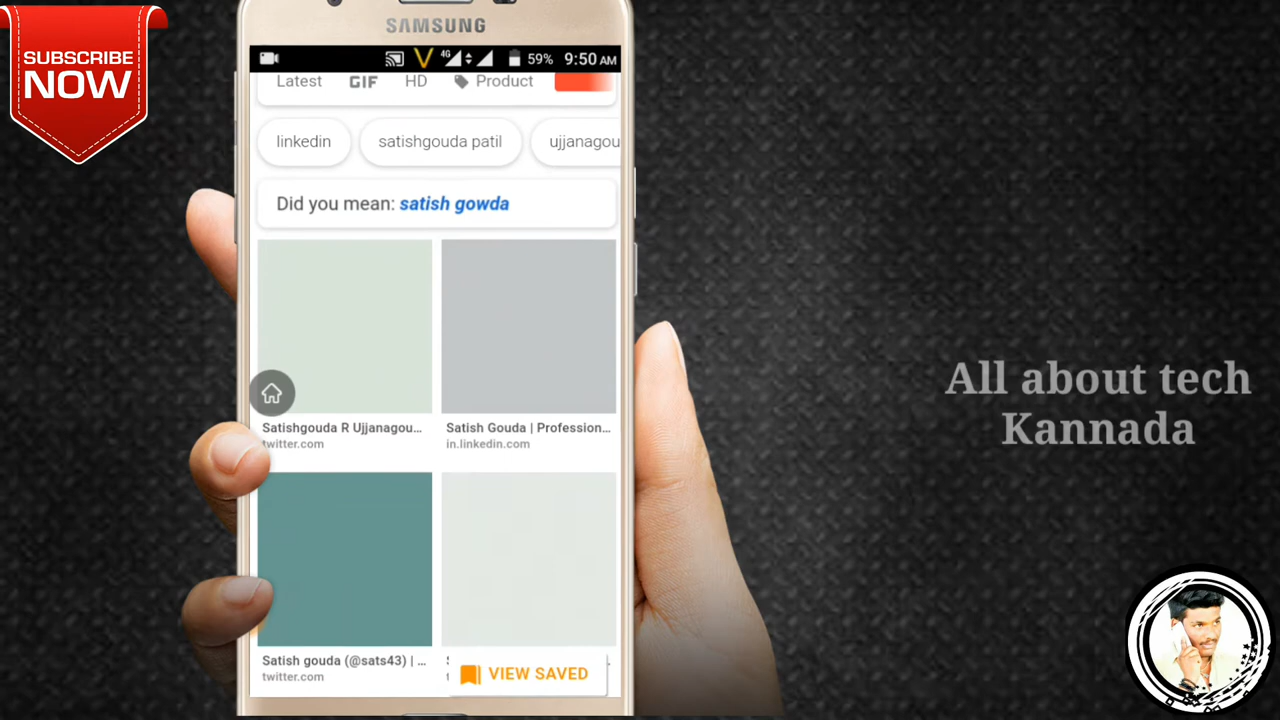 SUBSCRIBE
NOW
SAMSUNG
4G 59% 9:50 AM
Latest GIF HD Product
linkedin satishgouda patil ujjanagou
Did you mean: satish gowda
Satishgouda R Ujjanagou... Satish Gouda | Profession...
twitter.com in.linkedin.com
Satish gouda (@sats43) | ...
twitter.com
VIEW SAVED
All about tech
Kannada